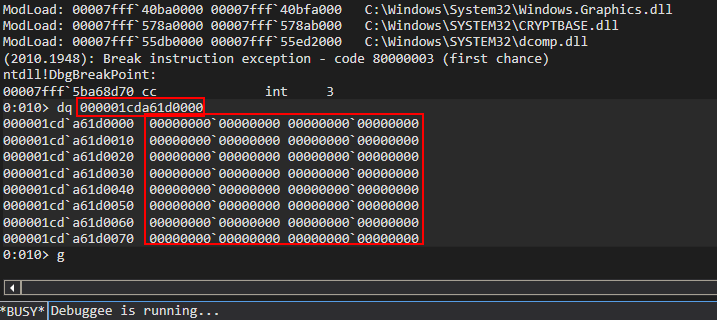 ModLoad: 00007fff`40ba0000 00007fff`40bfa000   C:\Windows\System32\Windows.Graphics.dll
ModLoad: 00007fff`578a0000 00007fff`578ab000   C:\Windows\SYSTEM32\CRYPTBASE.dll
ModLoad: 00007fff`55db0000 00007fff`55ed2000   C:\Windows\SYSTEM32\dcomp.dll
(2010.1948): Break instruction exception - code 80000003 (first chance)
ntdll!DbgBreakPoint:
00007fff`5ba68d70 cc              int     3
0:010> dq 000001cda61d0000
000001cd`a61d0000  00000000`00000000 00000000`00000000
000001cd`a61d0010  00000000`00000000 00000000`00000000
000001cd`a61d0020  00000000`00000000 00000000`00000000
000001cd`a61d0030  00000000`00000000 00000000`00000000
000001cd`a61d0040  00000000`00000000 00000000`00000000
000001cd`a61d0050  00000000`00000000 00000000`00000000
000001cd`a61d0060  00000000`00000000 00000000`00000000
000001cd`a61d0070  00000000`00000000 00000000`00000000
0:010> g
*BUSY* Debuggee is running...